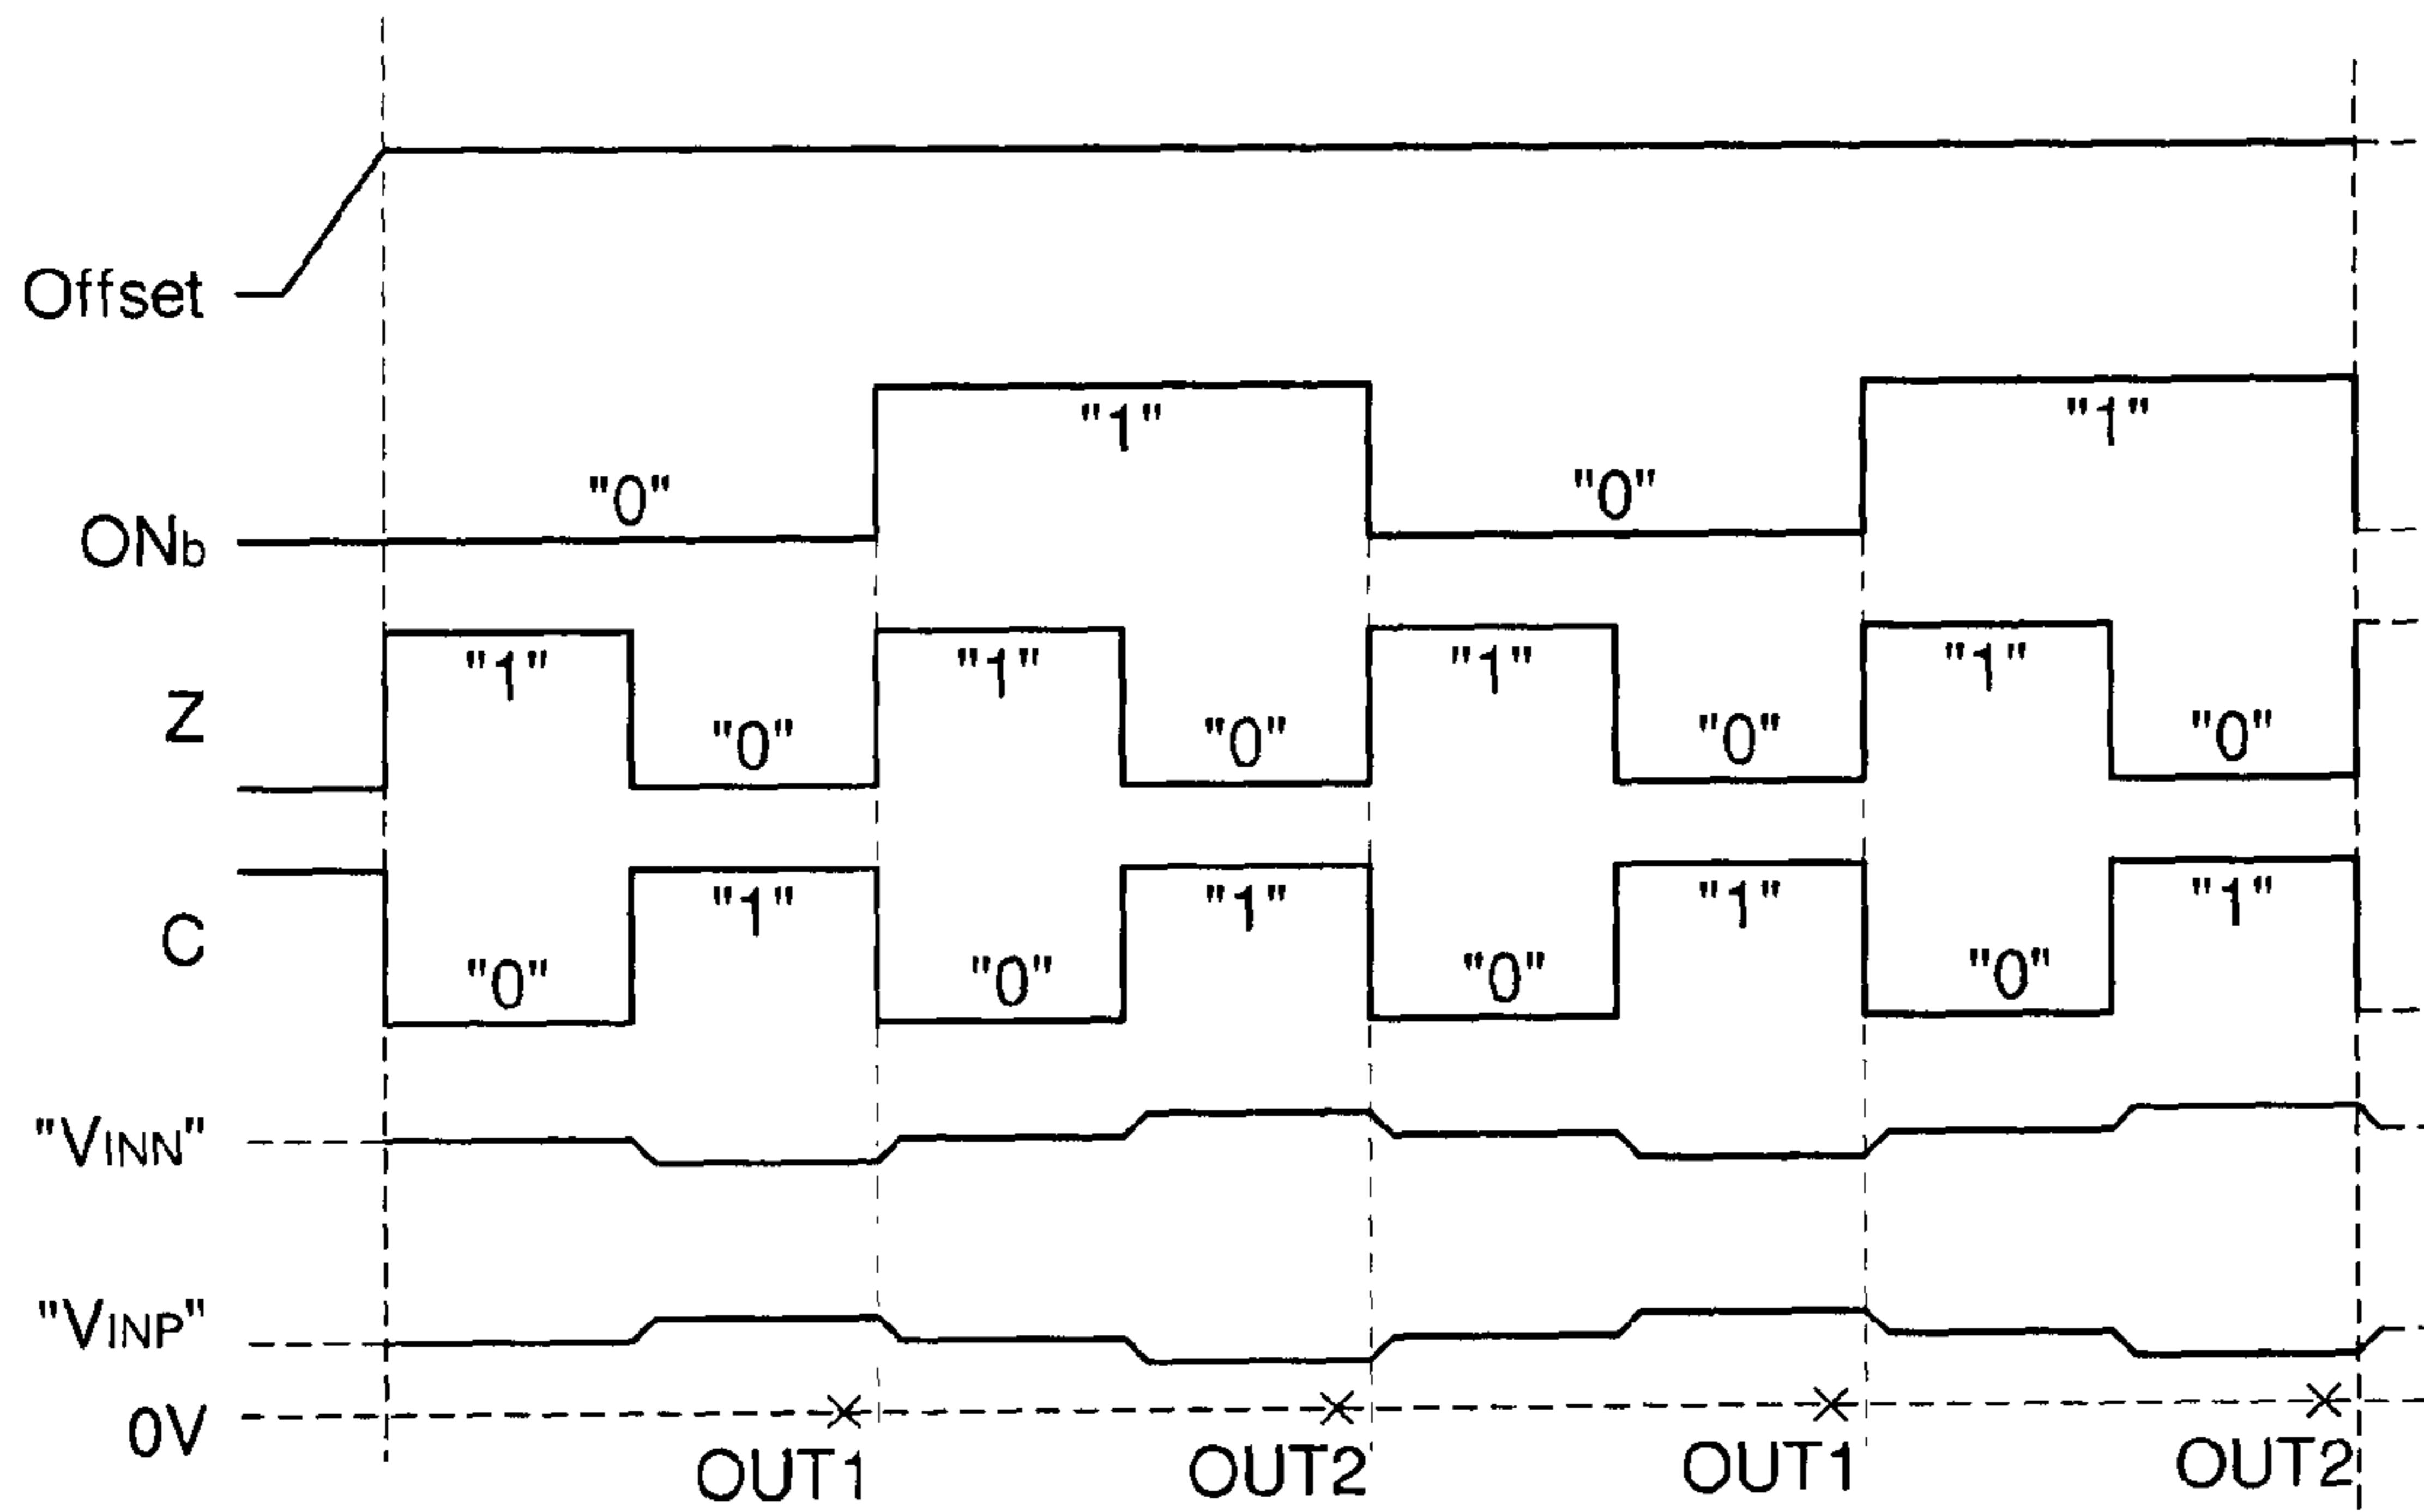 Offset
"1" "1"
"0" "0"
ONb
"1" "1" "1" "1"
Z
"0" "0" "0" "0"
"1" "1" "1" "1"
C
"0" "0" "0" "0"
"VINN"
"VINP"
0V
OUT1 OUT2 OUT1 OUT2